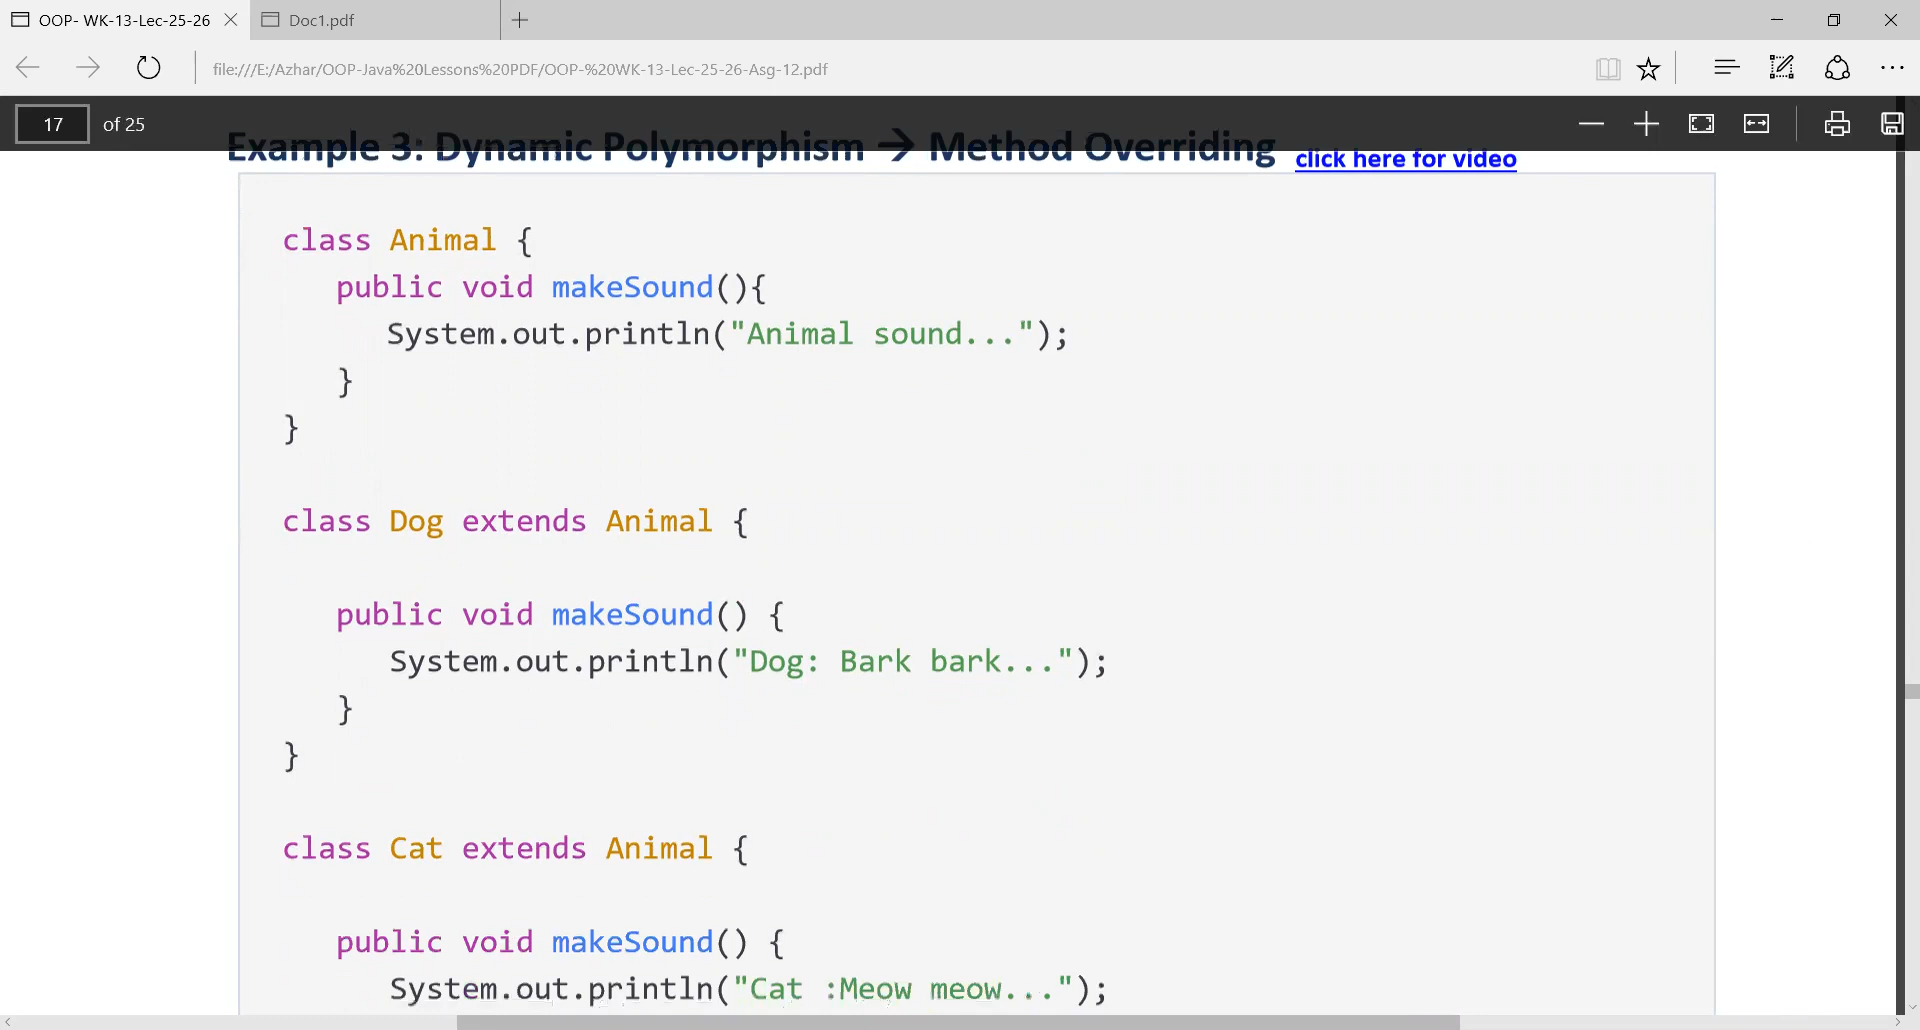 OOP- WK-13-Lec-25-26
Doc1.pdf
file:///E:/Azhar/OOP-Java%20Lessons%20PDF/OOP-%20WK-13-Lec-25-26-Asg-12.pdf
17 of 25
Example 3: Dynamic Polymorphism → Method Overriding click here for video
class Animal {
public void makeSound(){
System.out.println("Animal sound...");
}
}
class Dog extends Animal {
public void makeSound() {
System.out.println("Dog: Bark bark...");
}
}
class Cat extends Animal {
public void makeSound() {
System.out.println("Cat :Meow meow...");